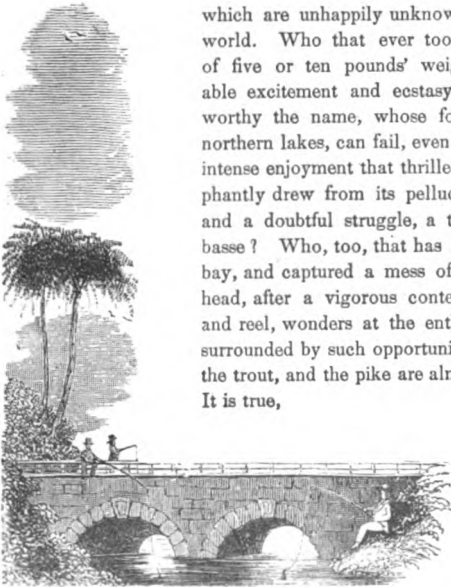 which are unhappily unknow
world. Who that ever too
of five or ten pounds' wei
able excitement and ecstasy
worthy the name, whose fo
northern lakes, can fail, even
intense enjoyment that thrille
phantly drew from its pelluc
and a doubtful struggle, a t
basse? Who, too, that has
bay, and captured a mess of
head, after a vigorous conte
and reel, wonders at the ent
surrounded by such opportuni
the trout, and the pike are aln
It is true,